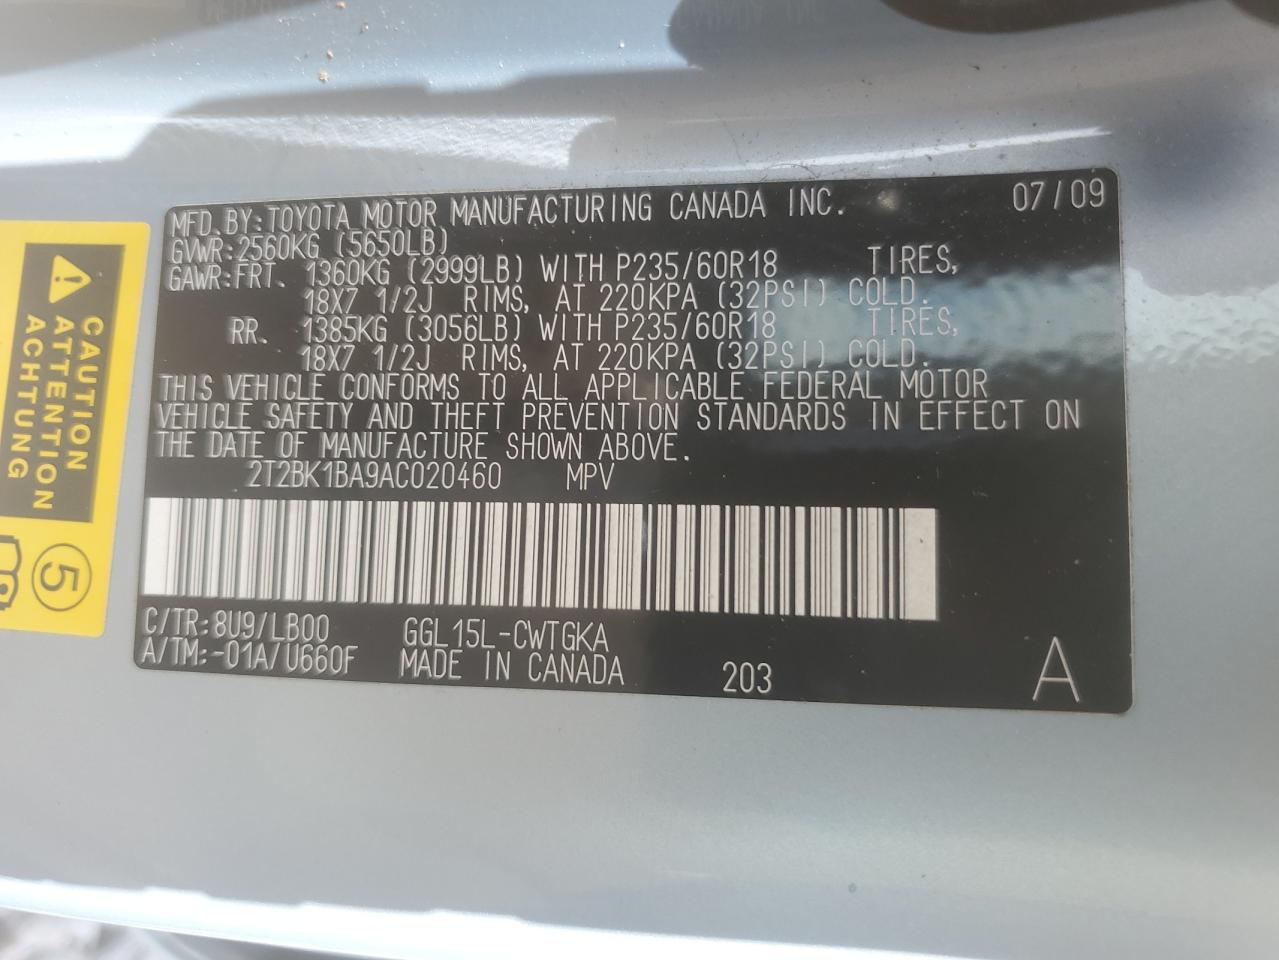 MFD.BY:TOYOTA MOTOR MANUFACTURING CANADA INC. 07/09
GVWR:2560KG (5650LB)
GAWR:FRT. 1360KG (2999LB) WITH P235/60R18 TIRES,
18X7 1/2J RIMS, AT 220KPA (32PSI) COLD.
RR. 1385KG (3056LB) WITH P235/60R18 TIRES,
18X7 1/2J RIMS, AT 220KPA (32PSI) COLD.
THIS VEHICLE CONFORMS TO ALL APPLICABLE FEDERAL MOTOR
VEHICLE SAFETY AND THEFT PREVENTION STANDARDS IN EFFECT ON
THE DATE OF MANUFACTURE SHOWN ABOVE.
2T2BK1BA9AC020460 MPV
C/TR:8U9/LB00 GGL15L-CWTGKA
A/TM:-01A/U660F MADE IN CANADA 203 A
CAUTION
ATTENTION
ACHTUNG
5